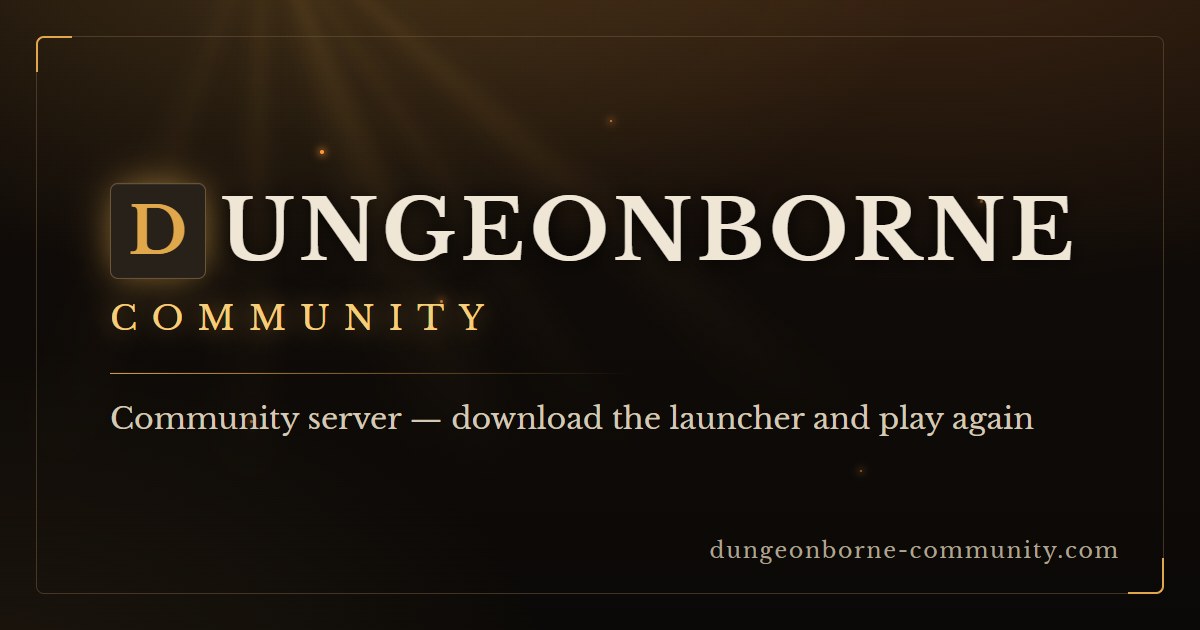 DUNGEONBORNE
COMMUNITY
Community server — download the launcher and play again
dungeonborne-community.com